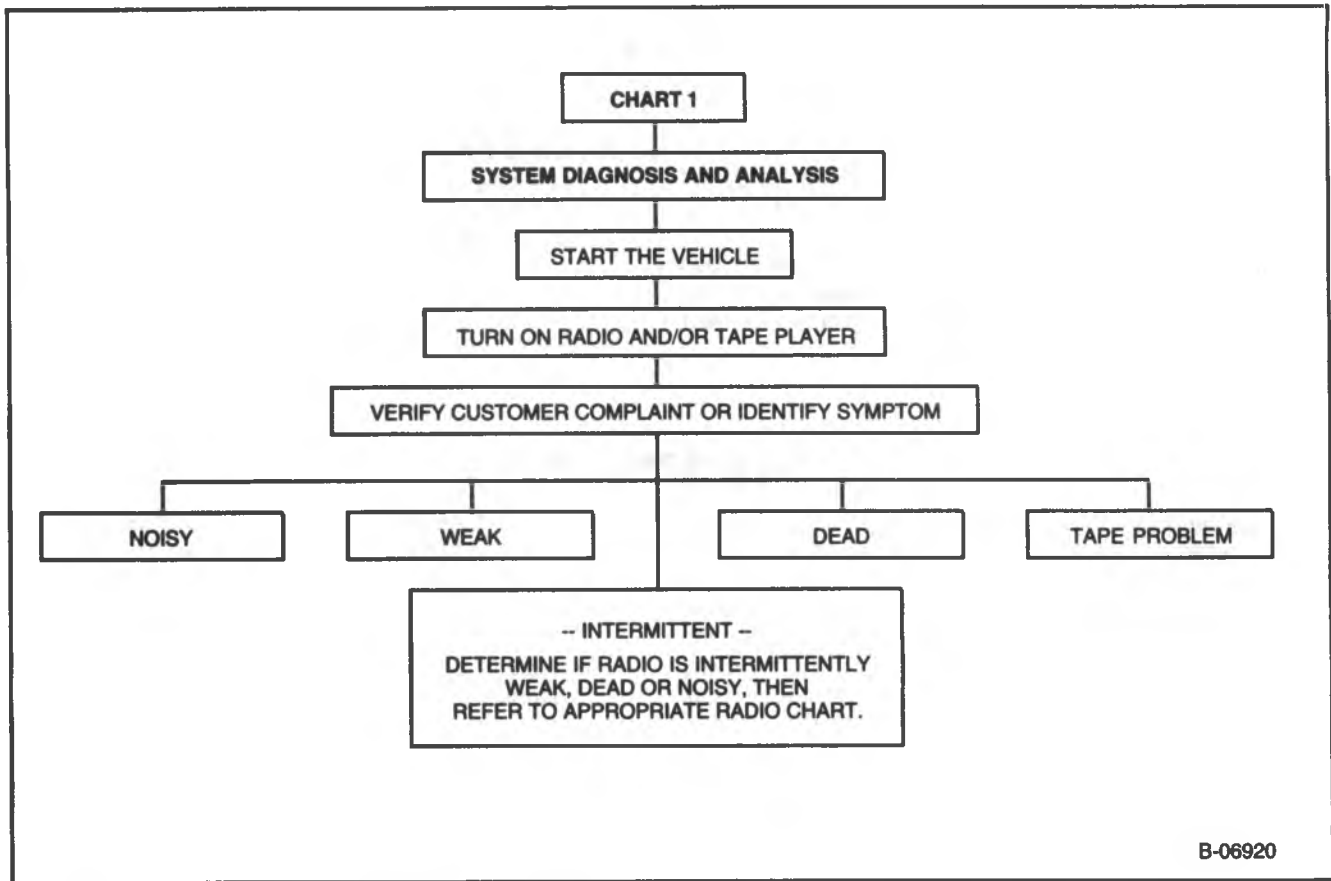 CHART 1
SYSTEM DIAGNOSIS AND ANALYSIS
START THE VEHICLE
TURN ON RADIO AND/OR TAPE PLAYER
VERIFY CUSTOMER COMPLAINT OR IDENTIFY SYMPTOM
NOISY
WEAK
DEAD
TAPE PROBLEM
-- INTERMITTENT --
DETERMINE IF RADIO IS INTERMITTENTLY
WEAK, DEAD OR NOISY, THEN
REFER TO APPROPRIATE RADIO CHART.
B-06920